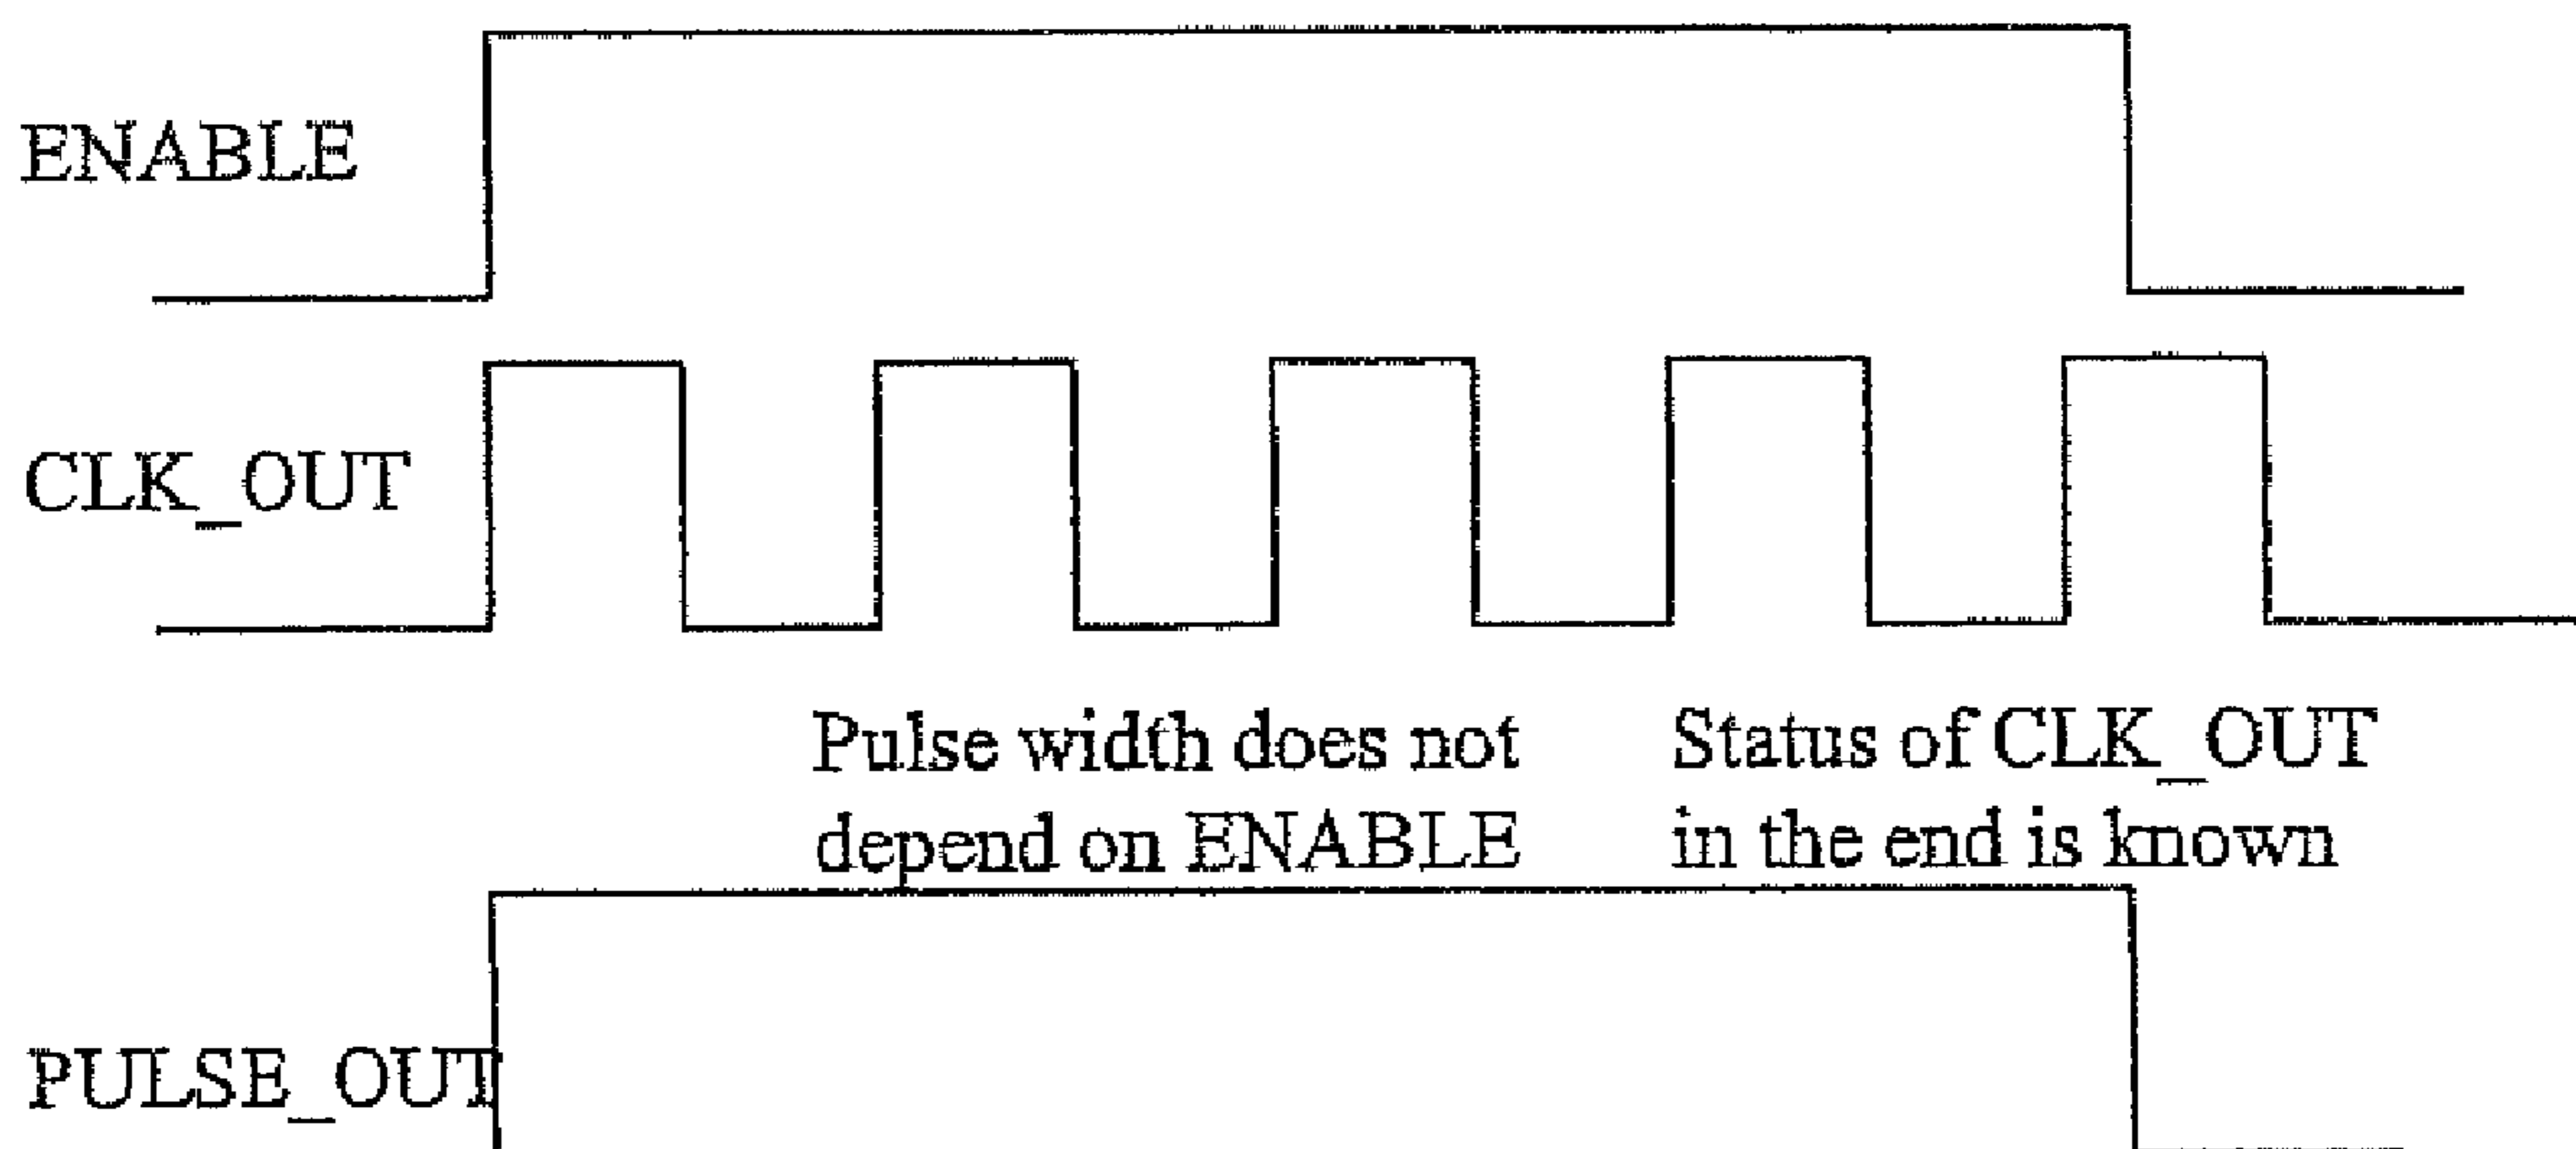 ENABLE
CLK_OUT
Pulse width does not
depend on ENABLE
Status of CLK_OUT
in the end is known
PULSE_OUT